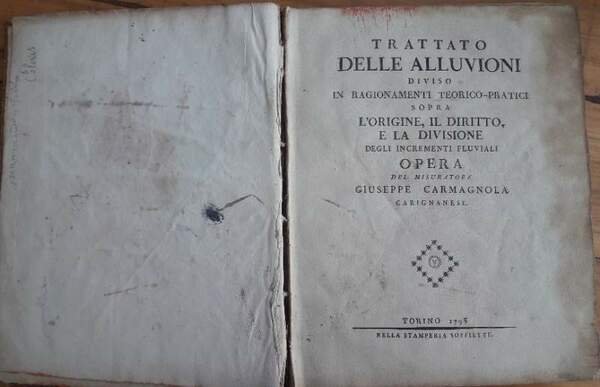 TRATTATO
DELLE ALLUVIONI
DIVISO
IN RAGIONAMENTI TEORICO-PRATICI
SOPRA
L'ORIGINE, IL DIRITTO,
E LA DIVISIONE
DEGLI INCREMENTI FLUVIALI
OPERA
DEL MISURATORE
GIUSEPPE CARMAGNOLA
CARIGNANESE.
TORINO 1793
NELLA STAMPERIA SOFFIETTI.